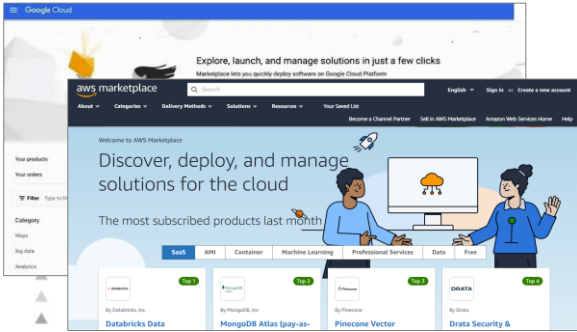 Google Cloud
Explore, launch, and manage solutions in just a few clicks
Marketplace lets you quickly deploy software on Google Cloud Platform
Your products
Your orders
Filter Type to
Category
Maps
Big data
Analytics
aws marketplace
Search
English
Sign in or Create a new account
About
Categories
Delivery Methods
Solutions
Resources
Your Saved List
Become a Channel Partner
Sell in AWS Marketplace
Amazon Web Services Home
Help
Welcome to AWS Marketplace
Discover, deploy, and manage
solutions for the cloud
The most subscribed products last month
SaaS
AMI
Container
Machine Learning
Professional Services
Data
Free
Top 1
databricks
By Databricks, Inc.
Databricks Data
Top 2
MongoDB
By MongoDB, Inc
MongoDB Atlas (pay-as-
Top 3
Pinecone
By Pinecone
Pinecone Vector
Top 4
DRATA
By Drata
Drata Security &